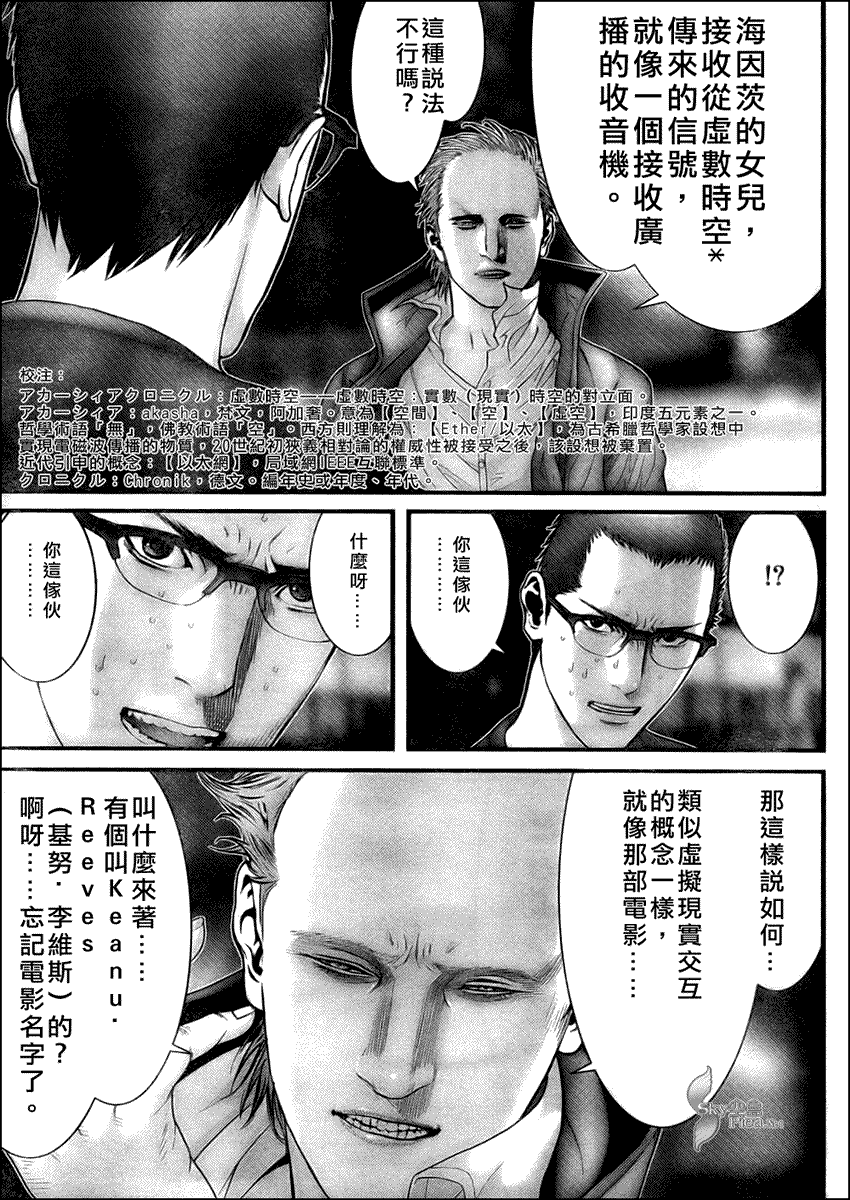 海因茨的女兒，
接收從虛數時空*
傳來的信號，
就像一個接收廣
播的收音機。
這種說法
不行嗎？
校注：
アカーシィアクロニクル：虛數時空——虛數時空：實數（現實）時空的對立面。
アカーシィア：akasha，梵文，阿加奢。意為【空間】、【空】、【虛空】，印度五元素之一。
哲學術語「無」，佛教術語「空」。西方則理解為：【Ether/以太】，為古希臘哲學家設想中
實現電磁波傳播的物質，20世紀初狹義相對論的權威性被接受之後，該設想被棄置。
近代引申的概念：【以太網】，局域網IEEE互聯標準。
クロニクル：Chronik，德文。編年史或年度、年代。
!?
你這傢伙
…………
什麼呀……
你這傢伙
…………
那這樣說如何…
類似虛擬現實交互
的概念一樣，
就像那部電影……
叫什麼來著……
有個叫Keanu·
Reeves
（基努·李維斯）的？
啊呀……忘記電影名字了。